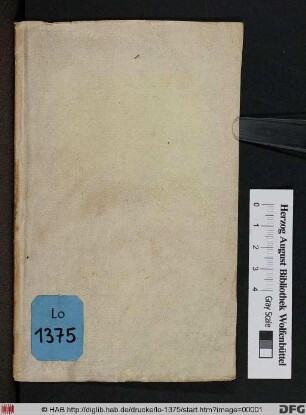 Lo
1375
Herzog August Bibliothek Wolfenbüttel
0 1 2 3 4
Gray Scale
© HAB http://diglib.hab.de/drucke/lo-1375/start.htm?image=00001
DFG